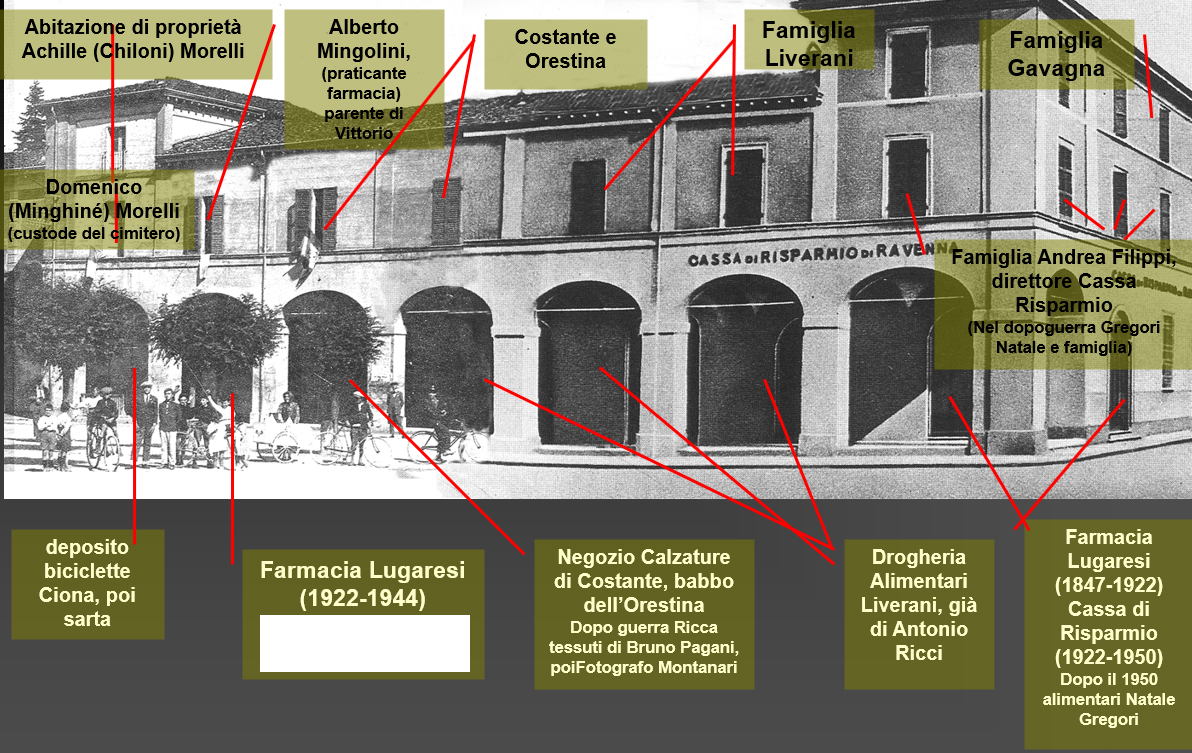 Abitazione di proprietà
Achille (Chiloni) Morelli
Alberto
Mingolini,
(praticante
farmacia)
parente di
Vittorio
Costante e
Orestina
Famiglia
Liverani
Famiglia
Gavagna
Domenico
(Minghiné) Morelli
(custode del cimitero)
CASSA DI RISPARMIO DI RAVENNA
Famiglia Andrea Filippi,
direttore Cassa
Risparmio
(Nel dopoguerra Gregori
Natale e famiglia)
deposito
biciclette
Ciona, poi
sarta
Farmacia Lugaresi
(1922-1944)
Negozio Calzature
di Costante, babbo
dell'Orestina
Dopo guerra Ricca
tessuti di Bruno Pagani,
poiFotografo Montanari
Drogheria
Alimentari
Liverani, già
di Antonio
Ricci
Farmacia
Lugaresi
(1847-1922)
Cassa di
Risparmio
(1922-1950)
Dopo il 1950
alimentari Natale
Gregori